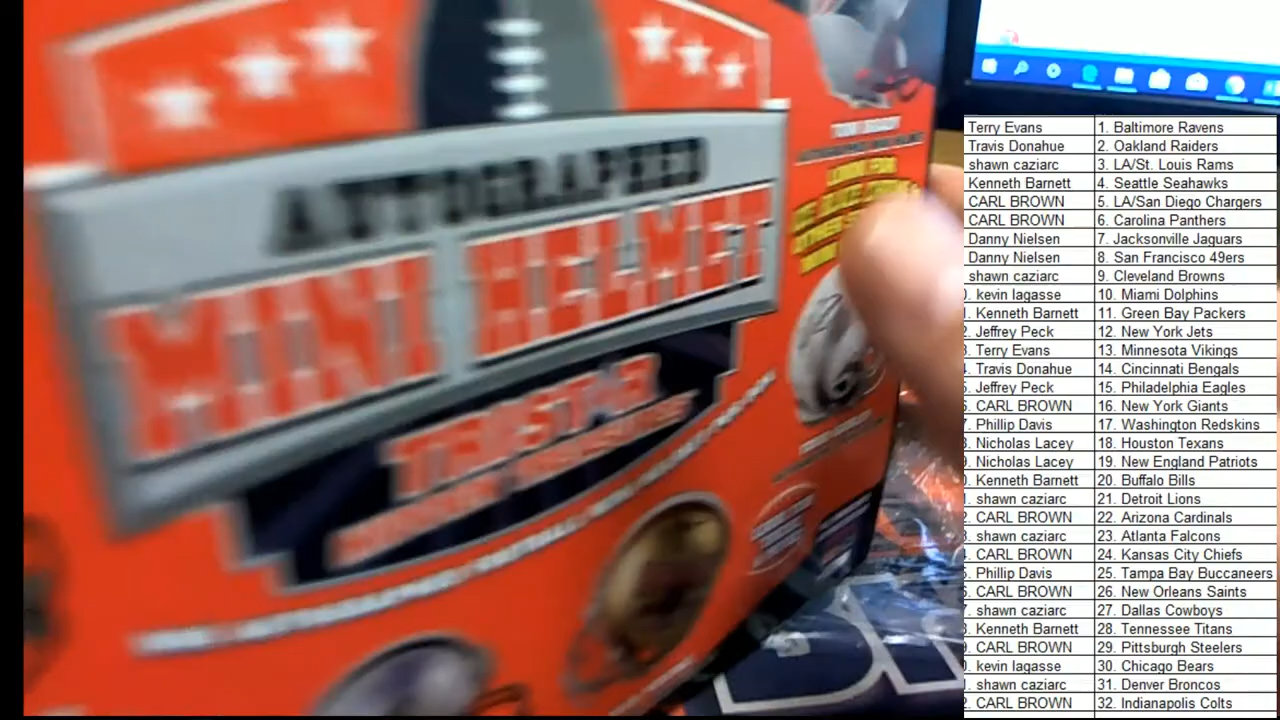 AUTOGRAPHED
MINI HELMET
TRISTAR
LOOK FOR
Terry Evans 1. Baltimore Ravens
Travis Donahue 2. Oakland Raiders
shawn caziarc 3. LA/St. Louis Rams
Kenneth Barnett 4. Seattle Seahawks
CARL BROWN 5. LA/San Diego Chargers
CARL BROWN 6. Carolina Panthers
Danny Nielsen 7. Jacksonville Jaguars
Danny Nielsen 8. San Francisco 49ers
shawn caziarc 9. Cleveland Browns
. kevin lagasse 10. Miami Dolphins
. Kenneth Barnett 11. Green Bay Packers
. Jeffrey Peck 12. New York Jets
. Terry Evans 13. Minnesota Vikings
. Travis Donahue 14. Cincinnati Bengals
. Jeffrey Peck 15. Philadelphia Eagles
. CARL BROWN 16. New York Giants
. Phillip Davis 17. Washington Redskins
. Nicholas Lacey 18. Houston Texans
. Nicholas Lacey 19. New England Patriots
. Kenneth Barnett 20. Buffalo Bills
. shawn caziarc 21. Detroit Lions
. CARL BROWN 22. Arizona Cardinals
. shawn caziarc 23. Atlanta Falcons
. CARL BROWN 24. Kansas City Chiefs
. Phillip Davis 25. Tampa Bay Buccaneers
. CARL BROWN 26. New Orleans Saints
. shawn caziarc 27. Dallas Cowboys
. Kenneth Barnett 28. Tennessee Titans
. CARL BROWN 29. Pittsburgh Steelers
. kevin lagasse 30. Chicago Bears
. shawn caziarc 31. Denver Broncos
. CARL BROWN 32. Indianapolis Colts